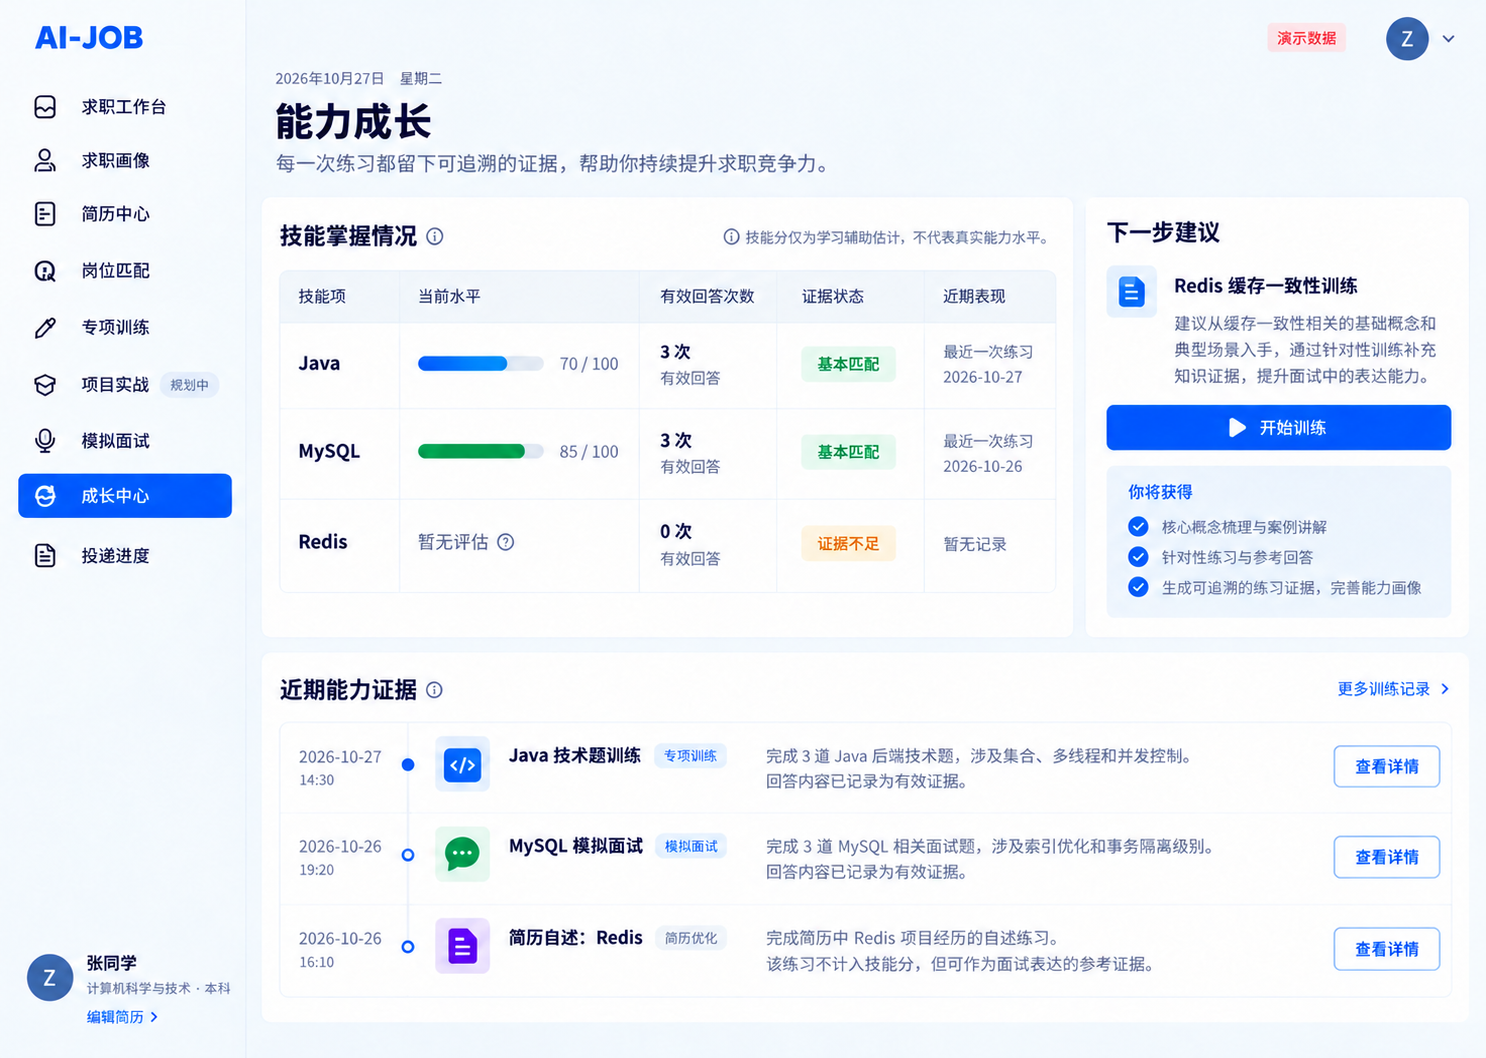 AI-JOB
求职工作台
求职画像
简历中心
岗位匹配
专项训练
项目实战 规划中
模拟面试
成长中心
投递进度
Z
张同学
计算机科学与技术 · 本科
编辑简历
演示数据
Z
2026年10月27日 星期二
能力成长
每一次练习都留下可追溯的证据，帮助你持续提升求职竞争力。
技能掌握情况
技能分仅为学习辅助估计，不代表真实能力水平。
技能项 当前水平 有效回答次数 证据状态 近期表现
Java 70 / 100 3 次 有效回答 基本匹配 最近一次练习 2026-10-27
MySQL 85 / 100 3 次 有效回答 基本匹配 最近一次练习 2026-10-26
Redis 暂无评估 0 次 有效回答 证据不足 暂无记录
下一步建议
Redis 缓存一致性训练
建议从缓存一致性相关的基础概念和
典型场景入手，通过针对性训练补充
知识证据，提升面试中的表达能力。
开始训练
你将获得
核心概念梳理与案例讲解
针对性练习与参考回答
生成可追溯的练习证据，完善能力画像
近期能力证据
更多训练记录
2026-10-27
14:30
Java 技术题训练 专项训练
完成 3 道 Java 后端技术题，涉及集合、多线程和并发控制。
回答内容已记录为有效证据。
查看详情
2026-10-26
19:20
MySQL 模拟面试 模拟面试
完成 3 道 MySQL 相关面试题，涉及索引优化和事务隔离级别。
回答内容已记录为有效证据。
查看详情
2026-10-26
16:10
简历自述：Redis 简历优化
完成简历中 Redis 项目经历的自述练习。
该练习不计入技能分，但可作为面试表达的参考证据。
查看详情